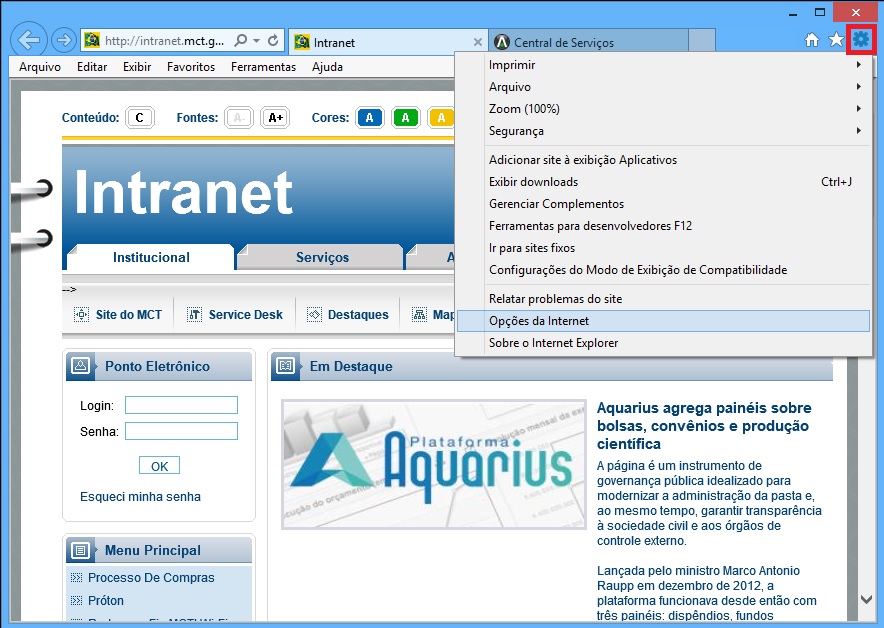 http://intranet.mct.g...
Intranet
Central de Serviços
Arquivo Editar Exibir Favoritos Ferramentas Ajuda
Imprimir
Arquivo
Zoom (100%)
Segurança
Adicionar site à exibição Aplicativos
Exibir downloads Ctrl+J
Gerenciar Complementos
Ferramentas para desenvolvedores F12
Ir para sites fixos
Configurações do Modo de Exibição de Compatibilidade
Relatar problemas do site
Opções da Internet
Sobre o Internet Explorer
Conteúdo: C Fontes: A- A+ Cores: A A A
Intranet
Institucional Serviços A
-->
Site do MCT Service Desk Destaques Map
Ponto Eletrônico
Login:
Senha:
OK
Esqueci minha senha
Menu Principal
Processo De Compras
Próton
Em Destaque
Plataforma
Aquarius
Aquarius agrega painéis sobre
bolsas, convênios e produção
científica
A página é um instrumento de
governança pública idealizado para
modernizar a administração da pasta e,
ao mesmo tempo, garantir transparência
à sociedade civil e aos órgãos de
controle externo.
Lançada pelo ministro Marco Antonio
Raupp em dezembro de 2012, a
plataforma funcionava desde então com
três painéis: dispêndios, fundos